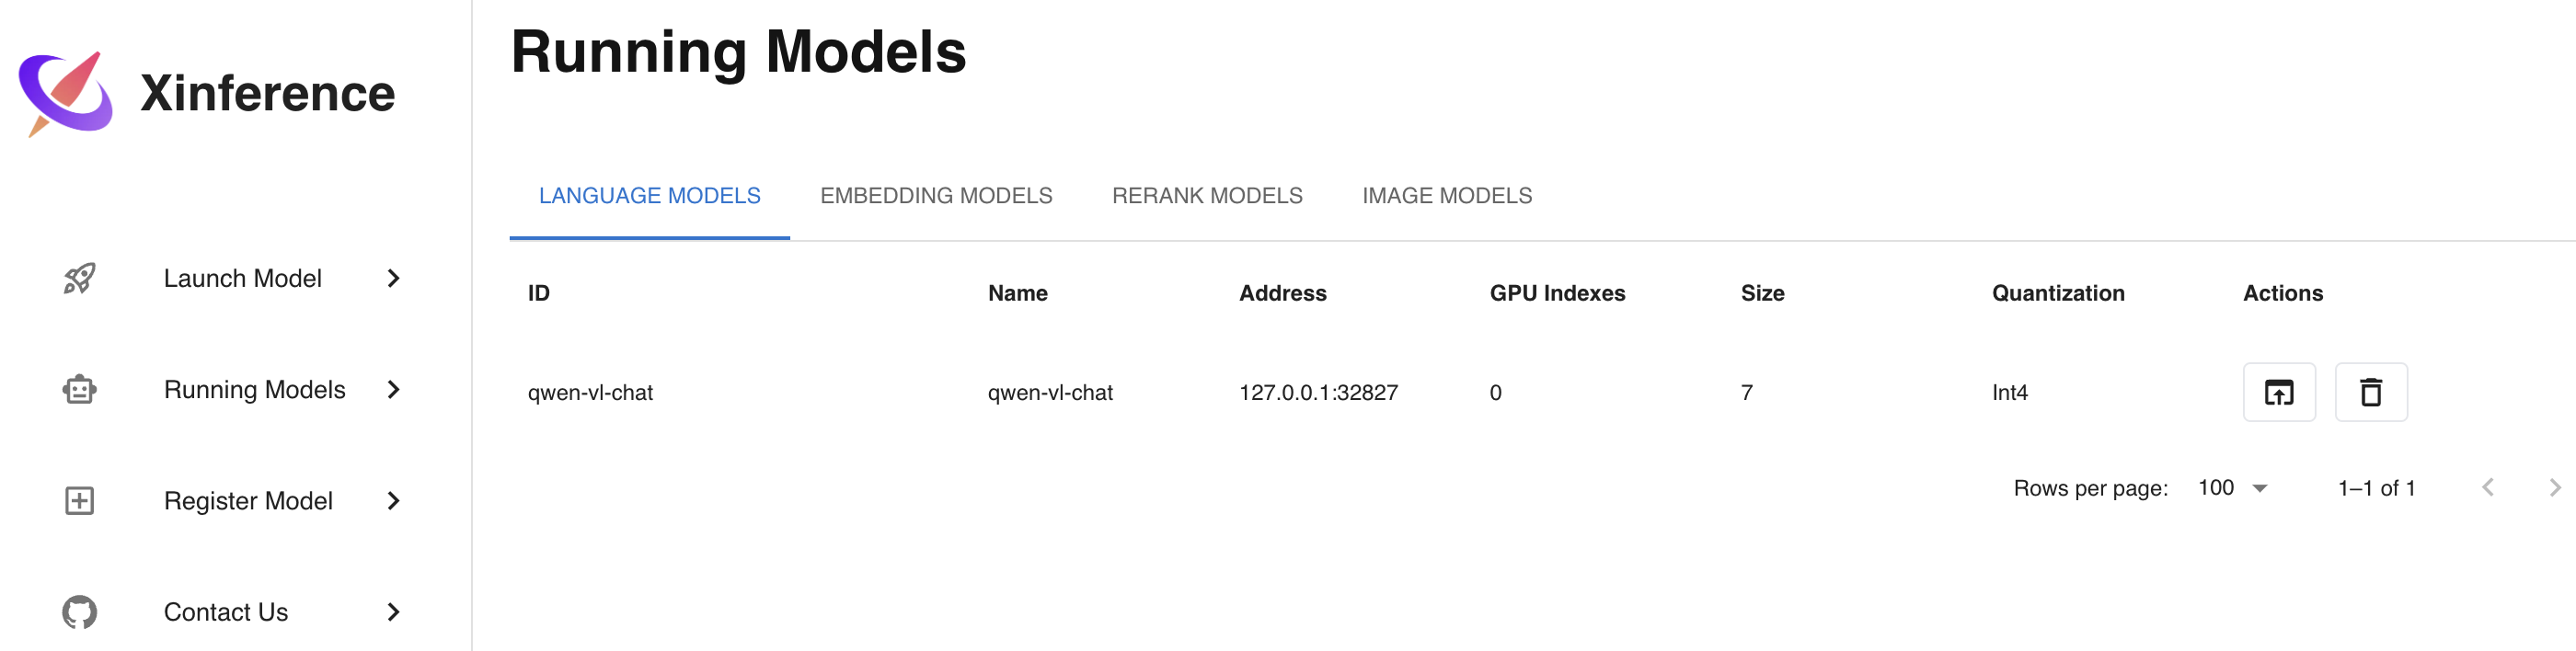 Xinference
Launch Model
Running Models
Register Model
Contact Us
Running Models
LANGUAGE MODELS EMBEDDING MODELS RERANK MODELS IMAGE MODELS
ID Name Address GPU Indexes Size Quantization Actions
qwen-vl-chat qwen-vl-chat 127.0.0.1:32827 0 7 Int4
Rows per page: 100 1–1 of 1